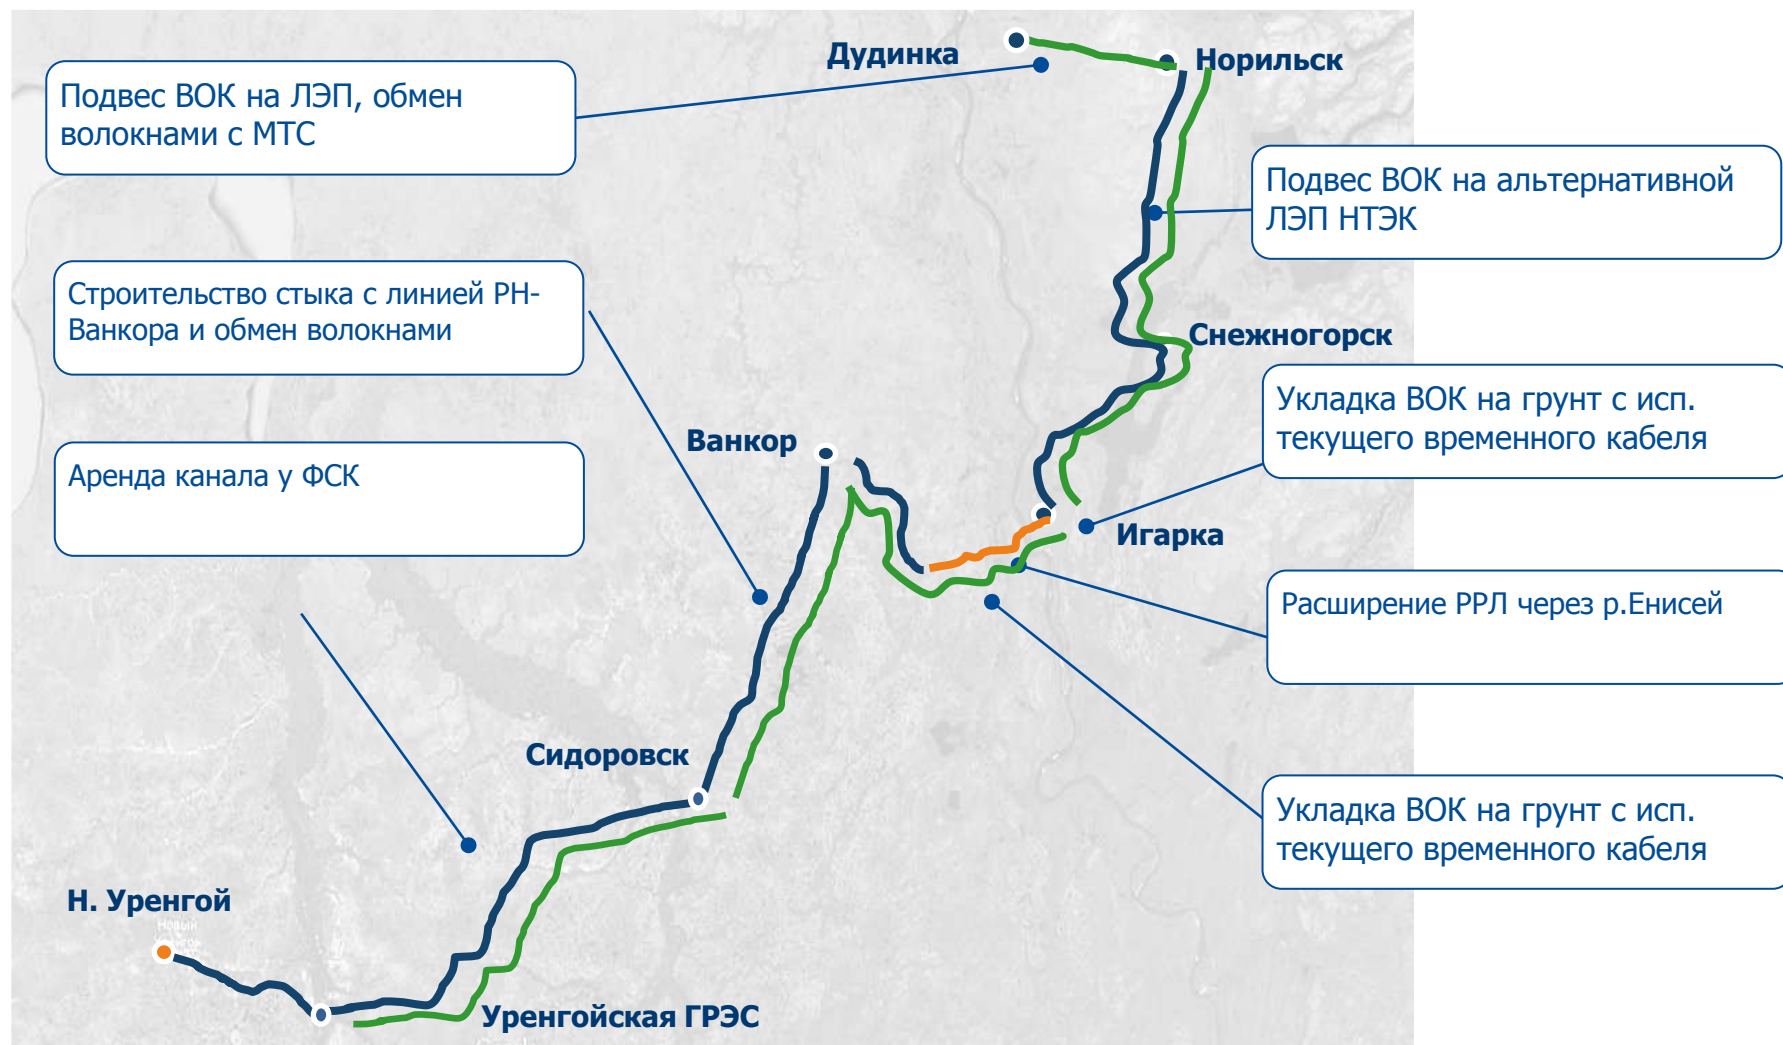 Дудинка
Норильск
Подвес ВОК на ЛЭП, обмен
волокнами с МТС
Подвес ВОК на альтернативной
ЛЭП НТЭК
Строительство стыка с линией РН-
Ванкора и обмен волокнами
Снежногорск
Укладка ВОК на грунт с исп.
текущего временного кабеля
Ванкор
Аренда канала у ФСК
Игарка
Расширение РРЛ через р.Енисей
Сидоровск
Укладка ВОК на грунт с исп.
текущего временного кабеля
Н. Уренгой
Новый
Уренгойская ГРЭС